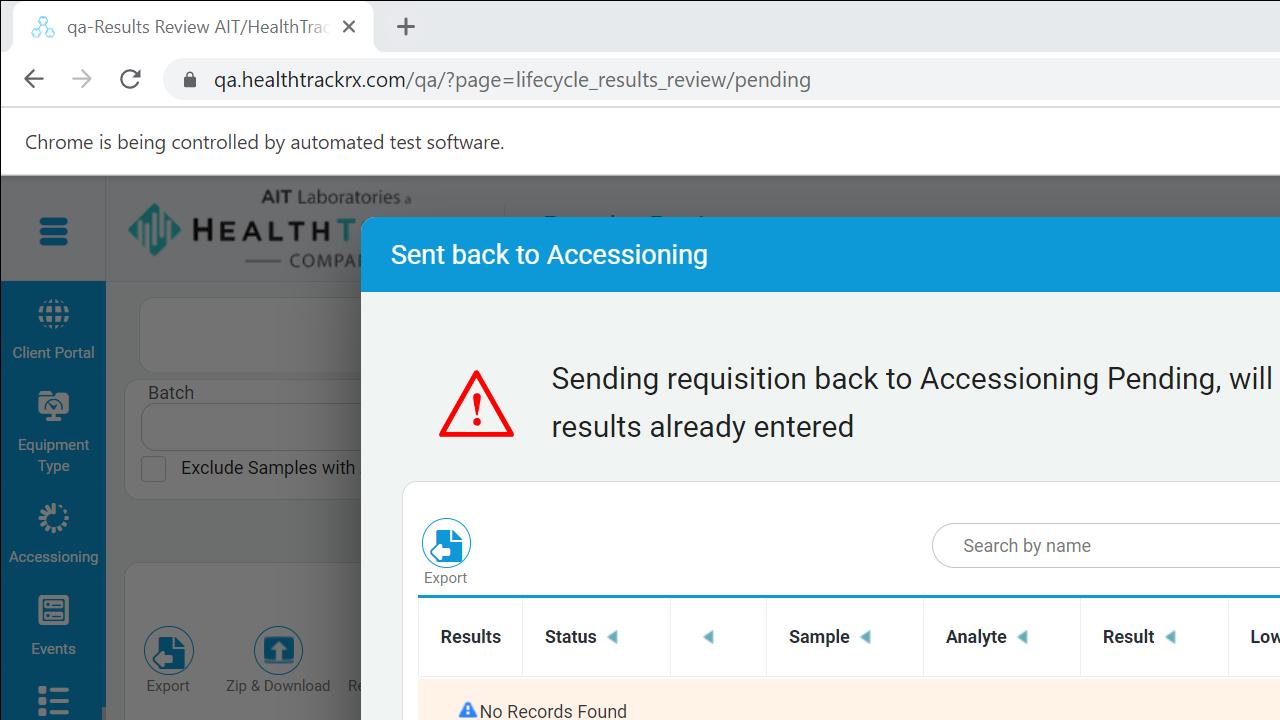 qa-Results Review AIT/HealthTrac
qa.healthtrackrx.com/qa/?page=lifecycle_results_review/pending
Chrome is being controlled by automated test software.
AIT Laboratories a
HEALTHT
COMPA
Sent back to Accessioning
Client Portal
Batch
Sending requisition back to Accessioning Pending, will
results already entered
Equipment
Type
Exclude Samples with
Export
Search by name
Accessioning
Results Status Sample Analyte Result Low
Events
Export Zip & Download Re
No Records Found